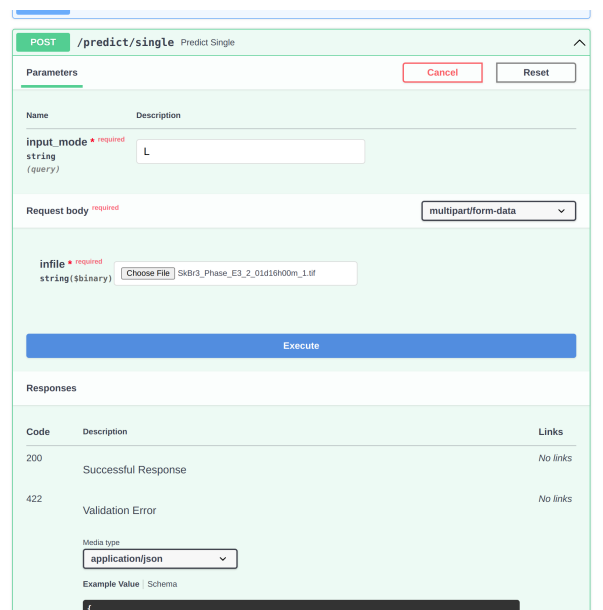 POST /predict/single Predict Single
Parameters Cancel Reset
Name Description
input_mode * required
string
(query)
L
Request body required multipart/form-data
infile * required
string($binary)
Choose File SkBr3_Phase_E3_2_01d16h00m_1.tif
Execute
Responses
Code Description Links
200 Successful Response No links
422 Validation Error No links
Media type
application/json
Example Value Schema
{